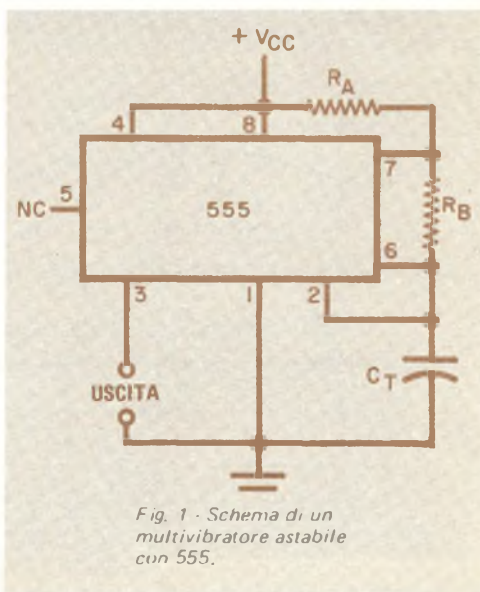 + VCC
RA
4
8
7
5
NC
555
RB
6
3
1
2
CT
USCITA
Fig. 1 - Schema di un
multivibratore astabile
con 555.